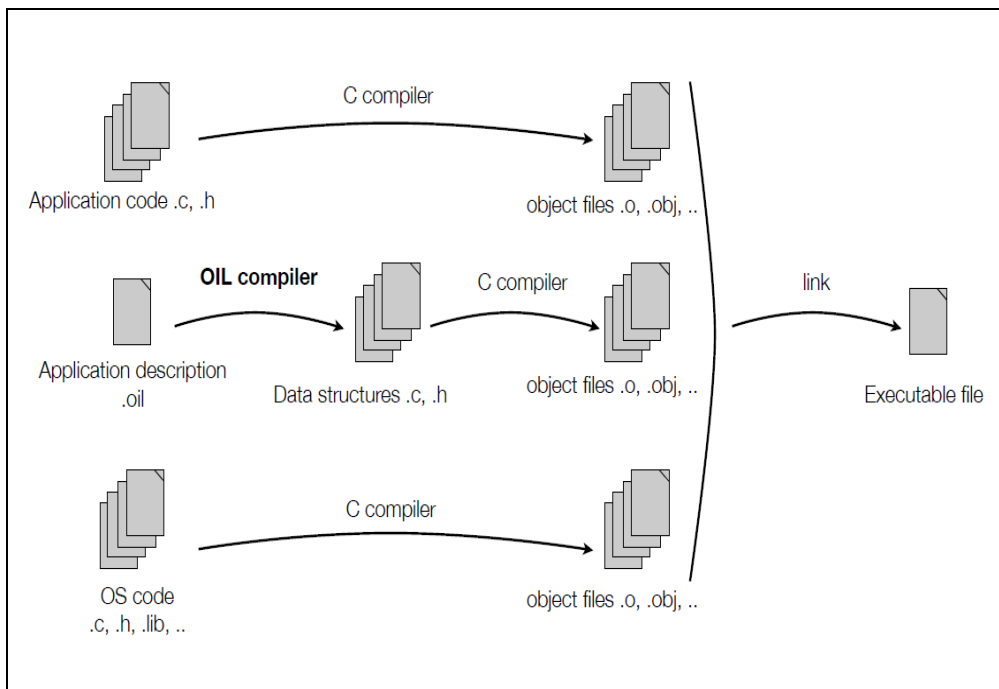 C compiler
Application code .c, .h
object files .o, .obj, ..
OIL compiler
C compiler
link
Application description
.oil
Data structures .c, .h
object files .o, .obj, ..
Executable file
C compiler
OS code
.c, .h, .lib, ..
object files .o, .obj, ..